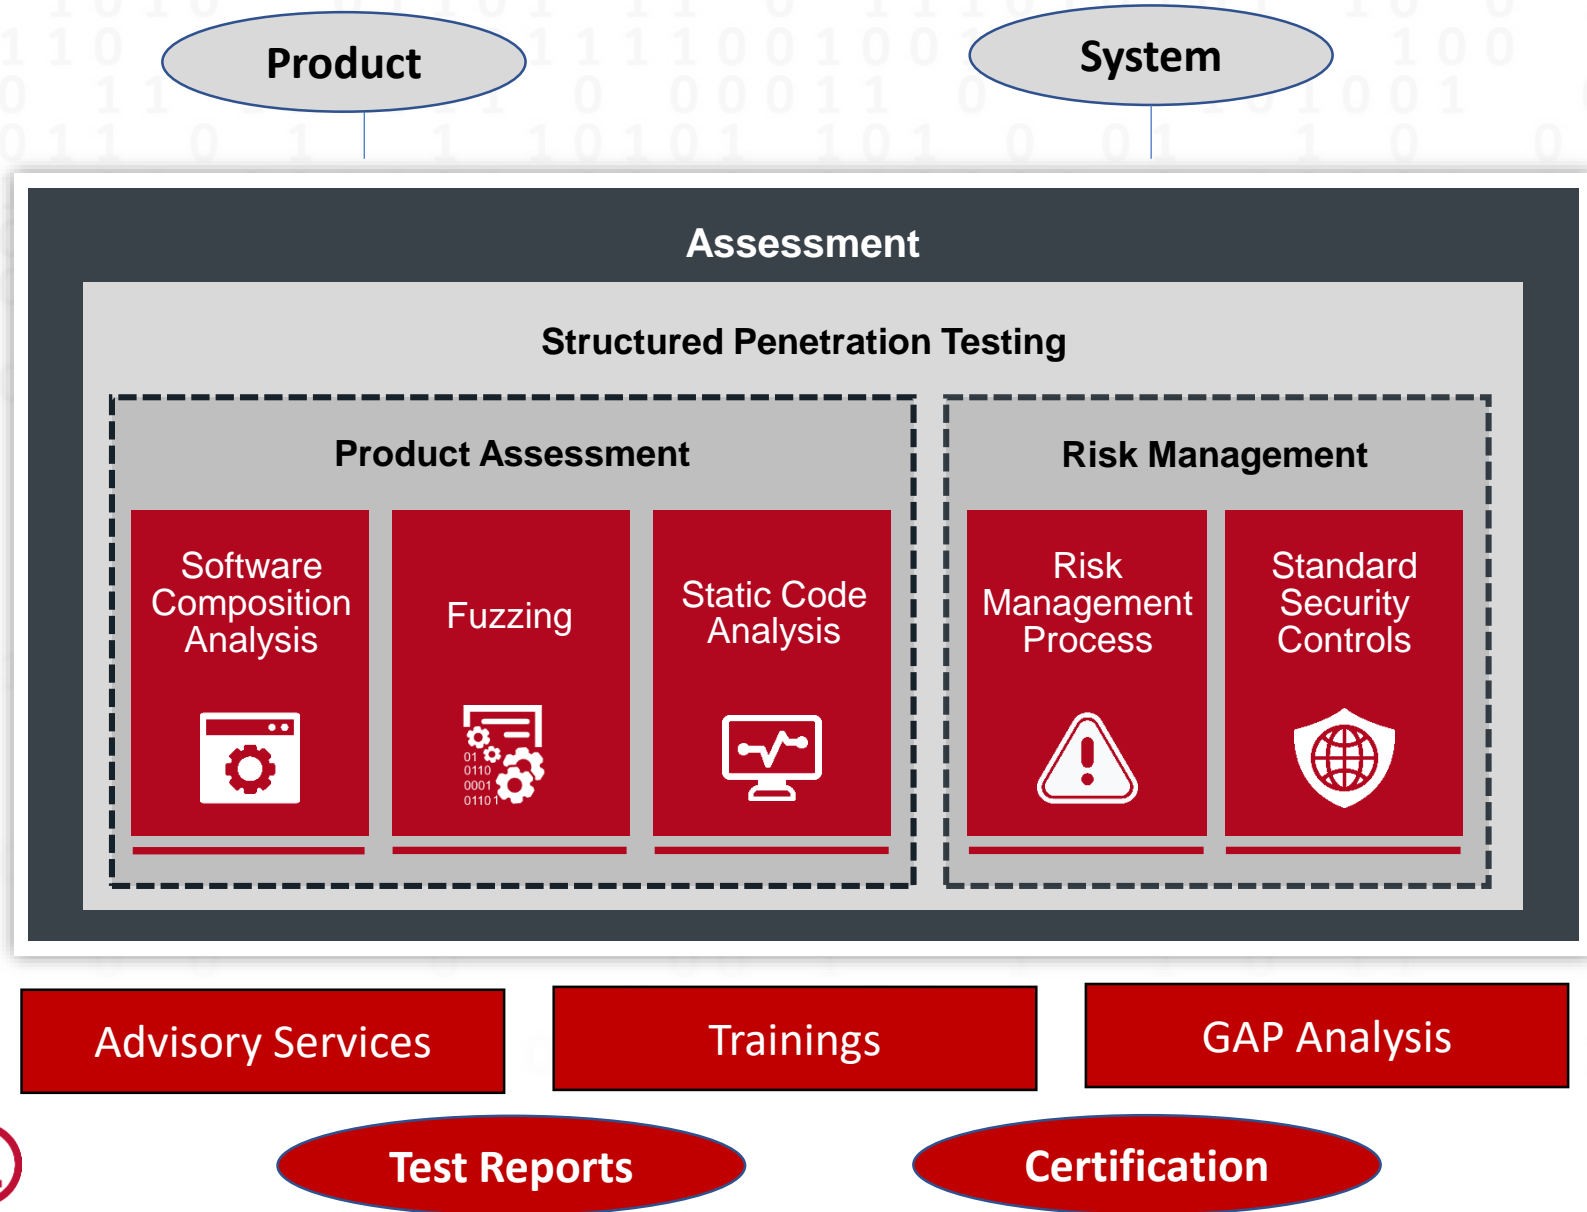 Product
System
Assessment
Structured Penetration Testing
Product Assessment
Risk Management
Software
Composition
Analysis
Fuzzing
01
0110
0001
01101
Static Code
Analysis
Risk
Management
Process
Standard
Security
Controls
Advisory Services
Trainings
GAP Analysis
Test Reports
Certification